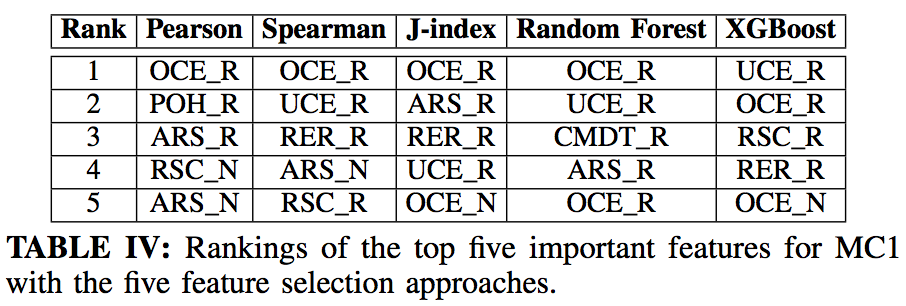 Rank Pearson Spearman J-index Random Forest XGBoost
1 OCE_R OCE_R OCE_R OCE_R UCE_R
2 POH_R UCE_R ARS_R UCE_R OCE_R
3 ARS_R RER_R RER_R CMDT_R RSC_R
4 RSC_N ARS_N UCE_R ARS_R RER_R
5 ARS_N RSC_R OCE_N OCE_R OCE_N
TABLE IV: Rankings of the top five important features for MC1
with the five feature selection approaches.